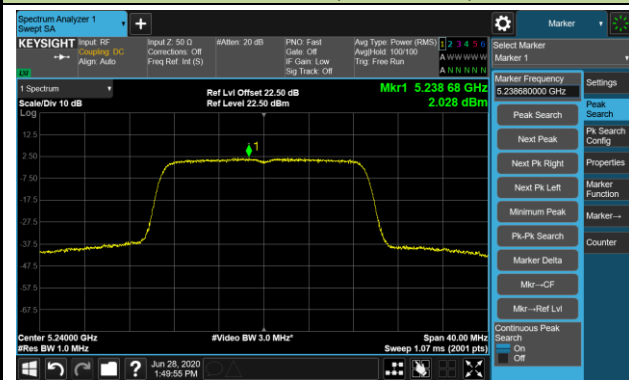 Spectrum Analyzer 1
Swept SA
+
Marker
KEYSIGHT
Input: RF
Coupling: DC
Align: Auto
Input Z: 50 Ω
Corrections: Off
Freq Ref: Int (S)
#Atten: 20 dB
PNO: Fast
Gate: Off
IF Gain: Low
Sig Track: Off
Avg Type: Power (RMS)
Avg|Hold: 100/100
Trig: Free Run
1 2 3 4 5 6
A W W W W W
A N N N N N
LW
Select Marker
Marker 1
1 Spectrum
Scale/Div 10 dB
Log
Ref Lvl Offset 22.50 dB
Ref Level 22.50 dBm
Mkr1 5.238 68 GHz
2.028 dBm
1
12.5
2.50
-7.50
-17.5
-27.5
-37.5
-47.5
-57.5
-67.5
Center 5.24000 GHz
#Res BW 1.0 MHz
#Video BW 3.0 MHz*
Span 40.00 MHz
Sweep 1.07 ms (2001 pts)
Marker Frequency
5.238680000 GHz
Peak Search
Next Peak
Next Pk Right
Next Pk Left
Minimum Peak
Pk-Pk Search
Marker Delta
Mkr→CF
Mkr→Ref Lvl
Continuous Peak
Search
On
Off
Settings
Peak
Search
Pk Search
Config
Properties
Marker
Function
Marker→
Counter
?
Jun 28, 2020
1:49:55 PM